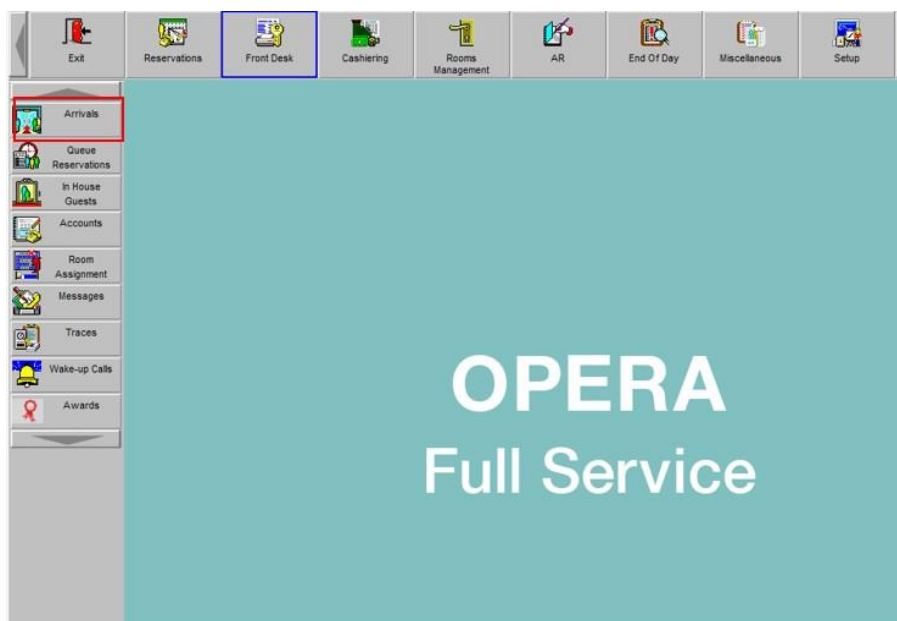 Exit
Reservations
Front Desk
Cashiering
Rooms
Management
AR
End Of Day
Miscellaneous
Setup
Arrivals
Queue
Reservations
In House
Guests
Accounts
Room
Assignment
Messages
Traces
Wake-up Calls
Awards
OPERA
Full Service